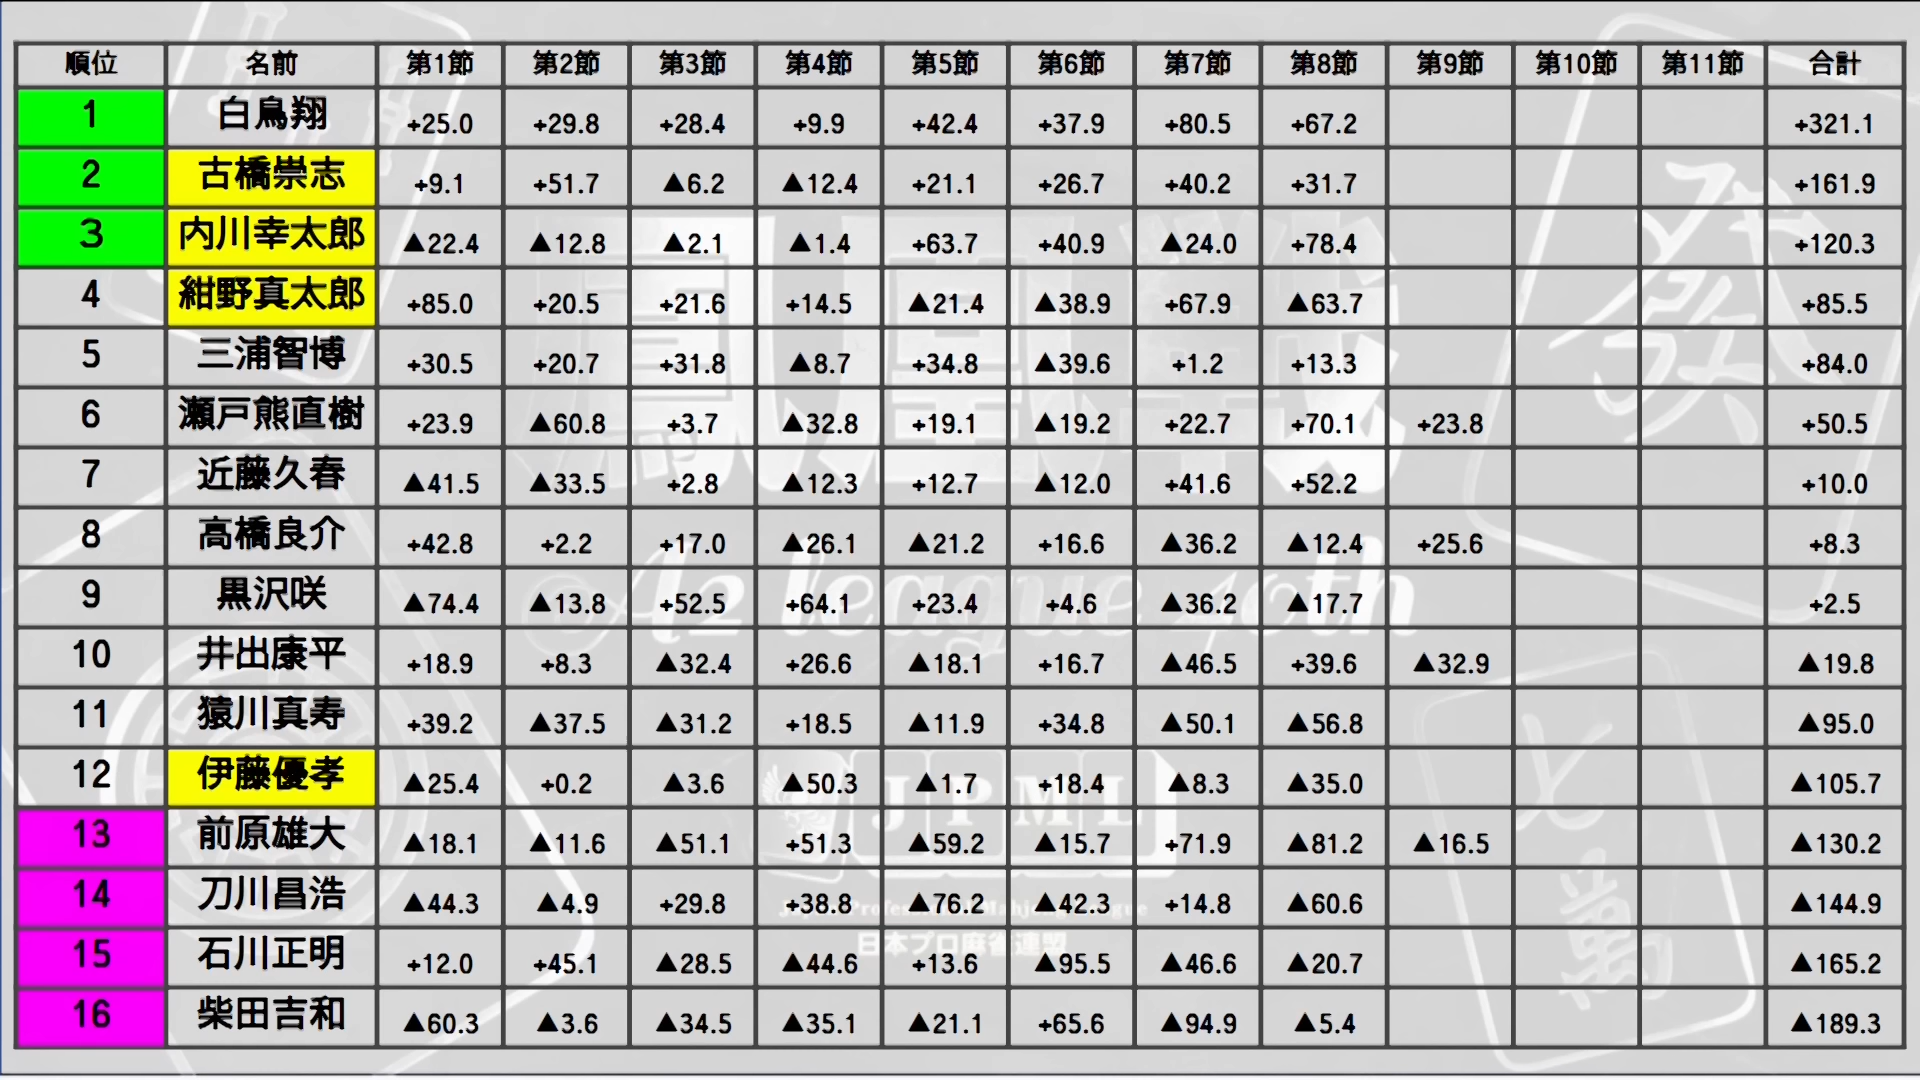 順位 名前 第1節 第2節 第3節 第4節 第5節 第6節 第7節 第8節 第9節 第10節 第11節 合計
1 白鳥翔 +25.0 +29.8 +28.4 +9.9 +42.4 +37.9 +80.5 +67.2 +321.1
2 古橋崇志 +9.1 +51.7 ▲6.2 ▲12.4 +21.1 +26.7 +40.2 +31.7 +161.9
3 内川幸太郎 ▲22.4 ▲12.8 ▲2.1 ▲1.4 +63.7 +40.9 ▲24.0 +78.4 +120.3
4 紺野真太郎 +85.0 +20.5 +21.6 +14.5 ▲21.4 ▲38.9 +67.9 ▲63.7 +85.5
5 三浦智博 +30.5 +20.7 +31.8 ▲8.7 +34.8 ▲39.6 +1.2 +13.3 +84.0
6 瀬戸熊直樹 +23.9 ▲60.8 +3.7 ▲32.8 +19.1 ▲19.2 +22.7 +70.1 +23.8 +50.5
7 近藤久春 ▲41.5 ▲33.5 +2.8 ▲12.3 +12.7 ▲12.0 +41.6 +52.2 +10.0
8 高橋良介 +42.8 +2.2 +17.0 ▲26.1 ▲21.2 +16.6 ▲36.2 ▲12.4 +25.6 +8.3
9 黒沢咲 ▲74.4 ▲13.8 +52.5 +64.1 +23.4 +4.6 ▲36.2 ▲17.7 +2.5
10 井出康平 +18.9 +8.3 ▲32.4 +26.6 ▲18.1 +16.7 ▲46.5 +39.6 ▲32.9 ▲19.8
11 猿川真寿 +39.2 ▲37.5 ▲31.2 +18.5 ▲11.9 +34.8 ▲50.1 ▲56.8 ▲95.0
12 伊藤優孝 ▲25.4 +0.2 ▲3.6 ▲50.3 ▲1.7 +18.4 ▲8.3 ▲35.0 ▲105.7
13 前原雄大 ▲18.1 ▲11.6 ▲51.1 +51.3 ▲59.2 ▲15.7 +71.9 ▲81.2 ▲16.5 ▲130.2
14 刀川昌浩 ▲44.3 ▲4.9 +29.8 +38.8 ▲76.2 ▲42.3 +14.8 ▲60.6 ▲144.9
15 石川正明 +12.0 +45.1 ▲28.5 ▲44.6 +13.6 ▲95.5 ▲46.6 ▲20.7 ▲165.2
16 柴田吉和 ▲60.3 ▲3.6 ▲34.5 ▲35.1 ▲21.1 +65.6 ▲94.9 ▲5.4 ▲189.3
鳳凰戦
A2 league 40th
JPML
Japan Professional Mahjong League
日本プロ麻雀連盟
發
七萬